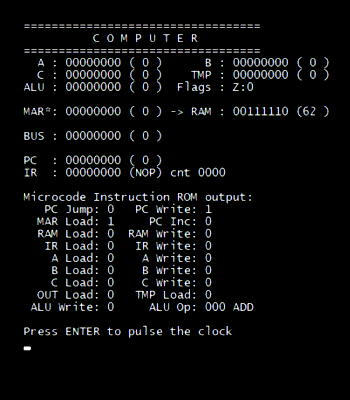 ==================================
C O M P U T E R
==================================
A : 00000000 ( 0 ) B : 00000000 ( 0 )
C : 00000000 ( 0 ) TMP : 00000000 ( 0 )
ALU : 00000000 ( 0 ) Flags : Z:0
MAR*: 00000000 ( 0 ) -> RAM : 00111110 (62 )
BUS : 00000000 ( 0 )
PC : 00000000 ( 0 )
IR : 00000000 (NOP) cnt 0000
Microcode Instruction ROM output:
PC Jump: 0 PC Write: 1
MAR Load: 1 PC Inc: 0
RAM Load: 0 RAM Write: 0
IR Load: 0 IR Write: 0
A Load: 0 A Write: 0
B Load: 0 B Write: 0
C Load: 0 C Write: 0
OUT Load: 0 TMP Load: 0
ALU Write: 0 ALU Op: 000 ADD
Press ENTER to pulse the clock